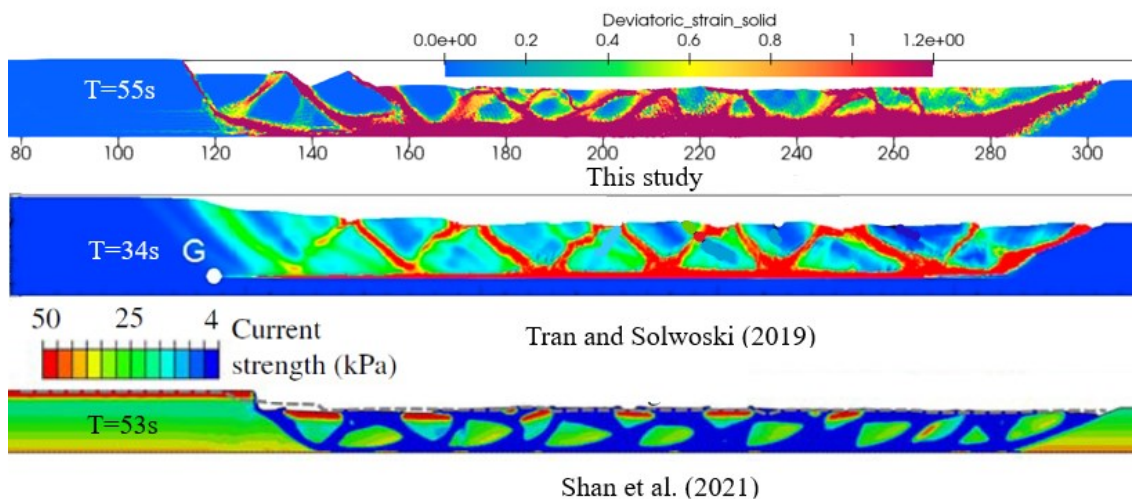 Deviatoric_strain_solid
0.0e+00 0.2 0.4 0.6 0.8 1 1.2e+00
T=55s
80 100 120 140 160 180 200 220 240 260 280 300
This study
T=34s
G
Tran and Solwoski (2019)
50 25 4
Current
strength (kPa)
T=53s
Shan et al. (2021)